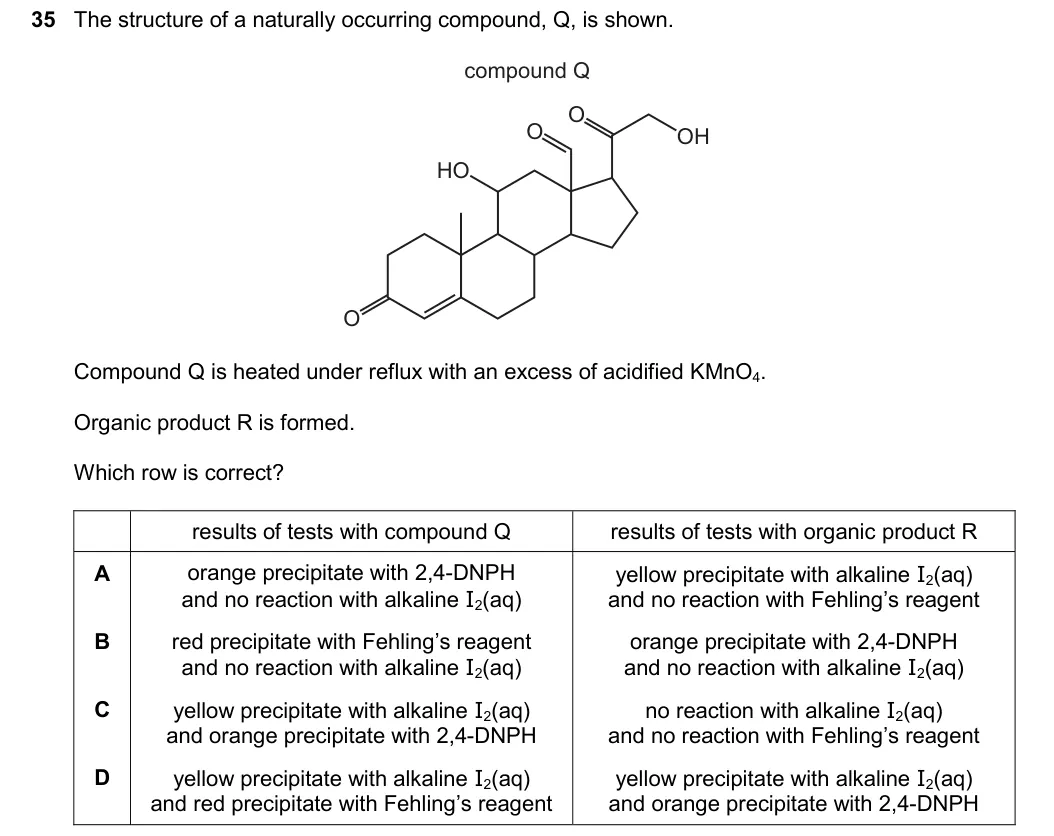 35 The structure of a naturally occurring compound, Q, is shown.
compound Q
O
O
OH
HO
O
Compound Q is heated under reflux with an excess of acidified KMnO₄.
Organic product R is formed.
Which row is correct?
results of tests with compound Q results of tests with organic product R
A orange precipitate with 2,4-DNPH yellow precipitate with alkaline I₂(aq)
and no reaction with alkaline I₂(aq) and no reaction with Fehling's reagent
B red precipitate with Fehling's reagent orange precipitate with 2,4-DNPH
and no reaction with alkaline I₂(aq) and no reaction with alkaline I₂(aq)
C yellow precipitate with alkaline I₂(aq) no reaction with alkaline I₂(aq)
and orange precipitate with 2,4-DNPH and no reaction with Fehling's reagent
D yellow precipitate with alkaline I₂(aq) yellow precipitate with alkaline I₂(aq)
and red precipitate with Fehling's reagent and orange precipitate with 2,4-DNPH